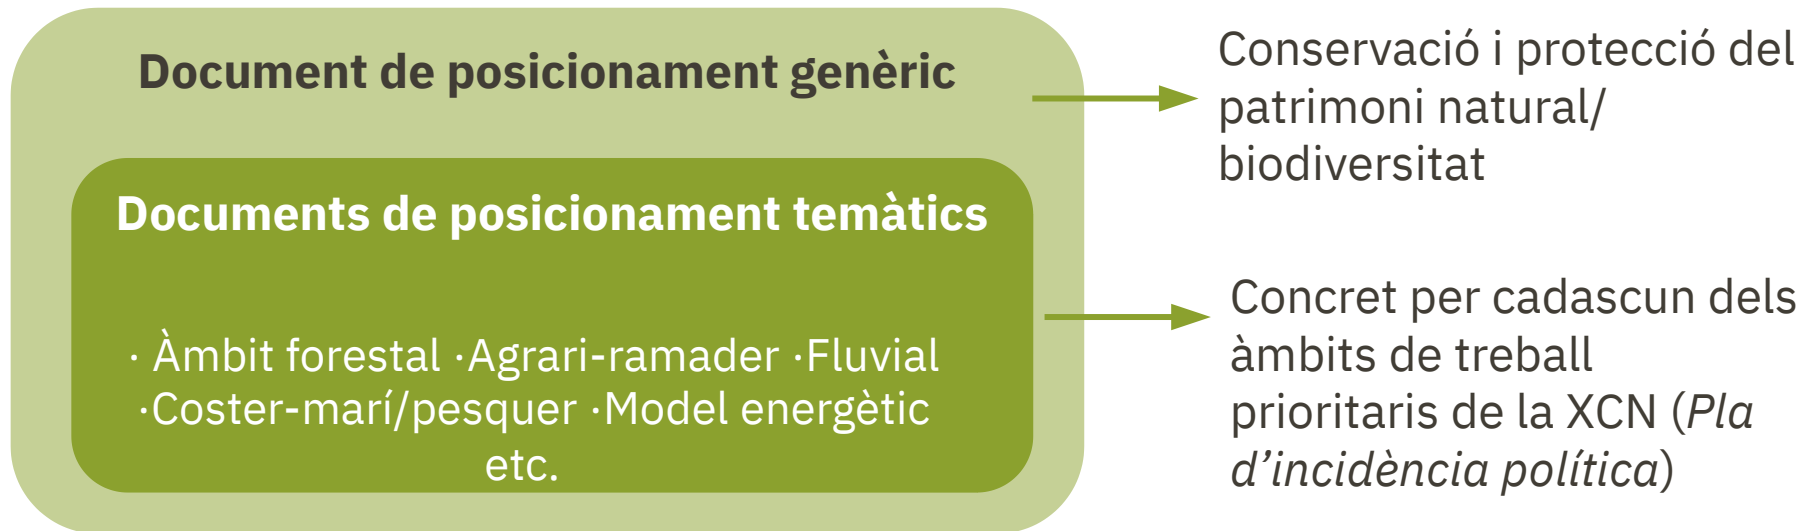 Document de posicionament genèric
Conservació i protecció del
patrimoni natural/
biodiversitat
Documents de posicionament temàtics
· Àmbit forestal ·Agrari-ramader ·Fluvial
·Coster-marí/pesquer ·Model energètic
etc.
Concret per cadascun dels
àmbits de treball
prioritaris de la XCN (Pla
d’incidència política)